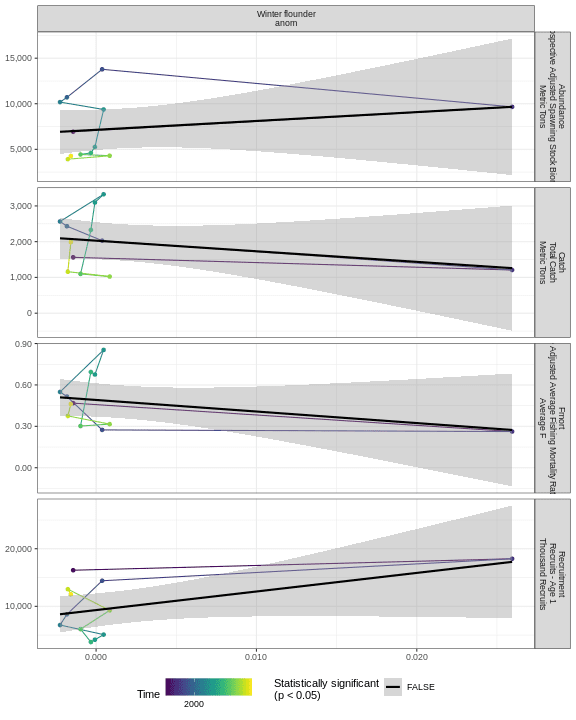 Winter flounder
anom
15,000
10,000
5,000
Abundance
Adjusted Spawning Stock
Metric Tons
3,000
2,000
1,000
0
Catch
Total Catch
Metric Tons
0.90
0.60
0.30
0.00
Fmort
Adjusted Average Fishing Mortality
Average F
20,000
10,000
Recruitment
Recruits - Age 1
Thousand Recruits
0.000
0.010
0.020
Time
2000
Statistically significant
(p < 0.05)
FALSE